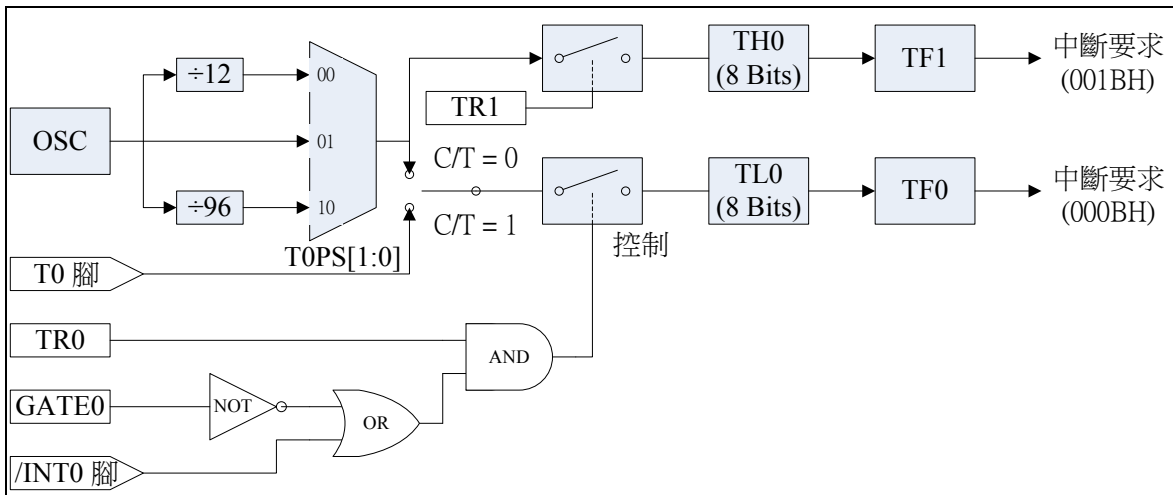 ÷12
OSC
÷96
00
01
10
T0PS[1:0]
TR1
TH0
(8 Bits)
TF1
中斷要求
(001BH)
C/T = 0
C/T = 1
控制
TL0
(8 Bits)
TF0
中斷要求
(000BH)
T0 腳
TR0
GATE0
/INT0 腳
NOT
OR
AND